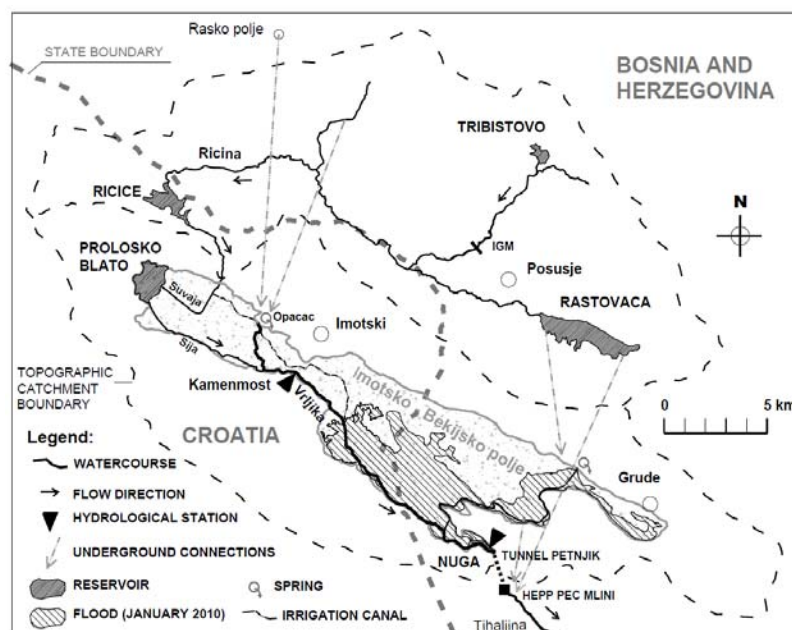 Rasko polje
STATE BOUNDARY
BOSNIA AND
HERZEGOVINA
TRIBISTOVO
Ricina
RICICE
N
IGM
PROLOSKO
BLATO
Posusje
Suvaja
RASTOVACA
Opacac
Imotski
Sija
TOPOGRAPHIC
CATCHMENT
BOUNDARY
Kamenmost
Vrljika
Imotsko - Bekijsko polje
0 5 km
CROATIA
Legend:
WATERCOURSE
FLOW DIRECTION
HYDROLOGICAL STATION
UNDERGROUND CONNECTIONS
RESERVOIR
SPRING
FLOOD (JANUARY 2010)
IRRIGATION CANAL
Grude
NUGA
TUNNEL PETNJIK
HEPP PEC MLINI
Tihaljina